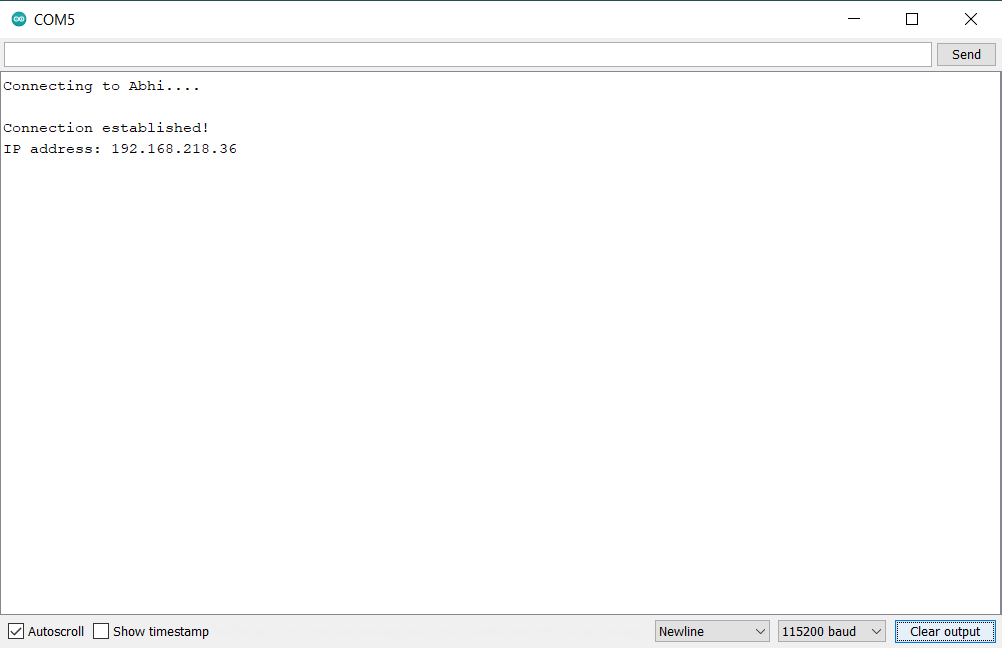 COM5
Send
Connecting to Abhi....
Connection established!
IP address: 192.168.218.36
Autoscroll Show timestamp Newline 115200 baud Clear output